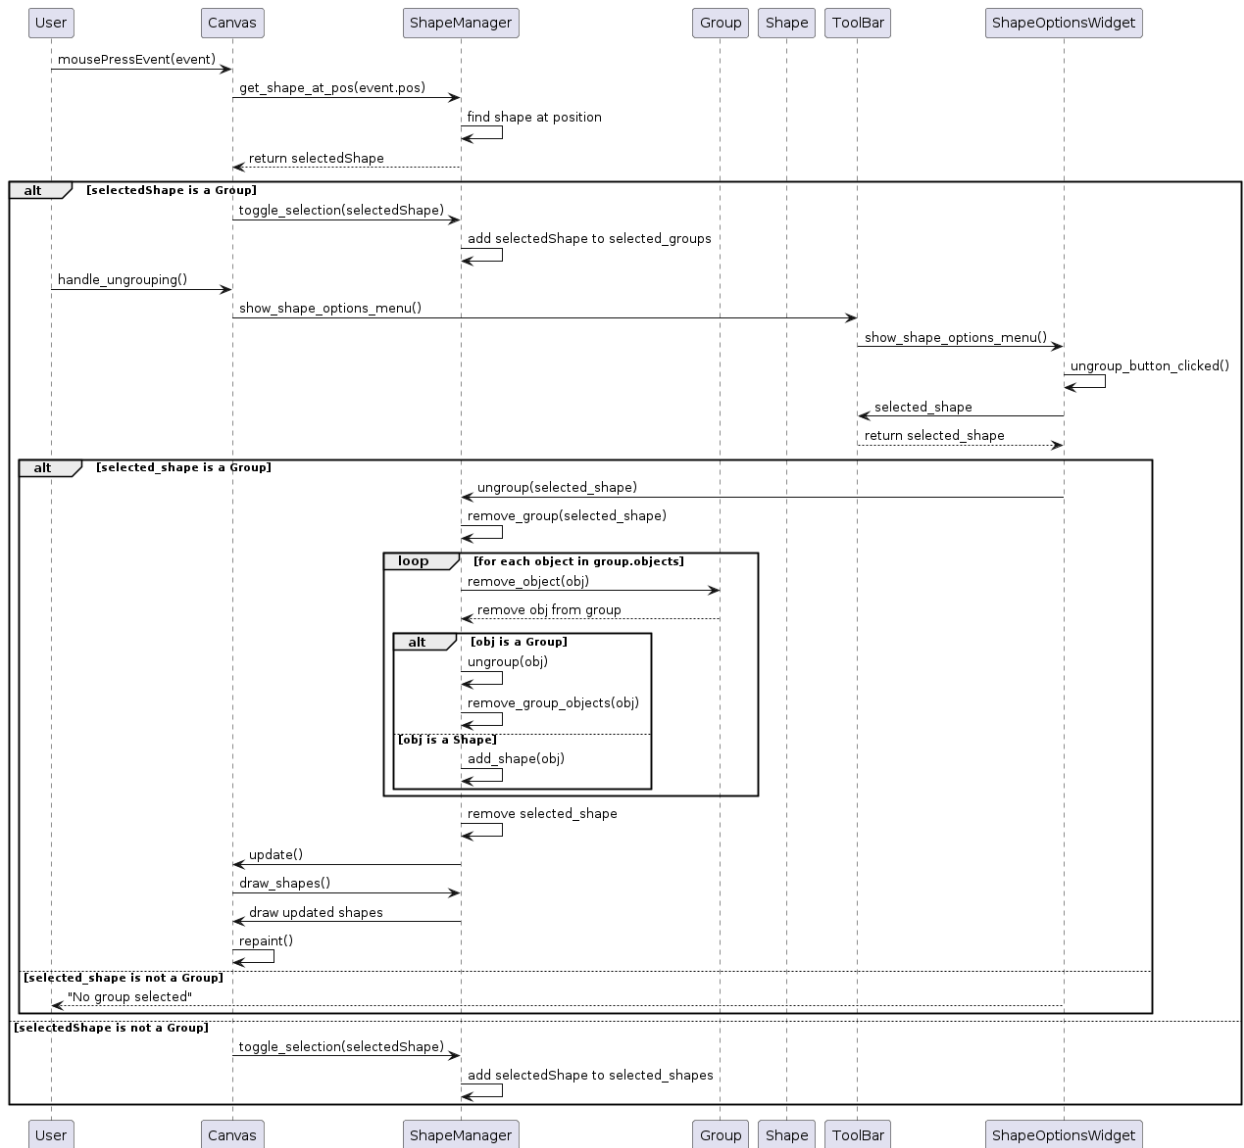 User Canvas ShapeManager Group Shape ToolBar ShapeOptionsWidget
mousePressEvent(event)
get_shape_at_pos(event.pos)
find shape at position
return selectedShape
alt [selectedShape is a Group]
toggle_selection(selectedShape)
add selectedShape to selected_groups
handle_ungrouping()
show_shape_options_menu()
show_shape_options_menu()
ungroup_button_clicked()
selected_shape
return selected_shape
alt [selected_shape is a Group]
ungroup(selected_shape)
remove_group(selected_shape)
loop [for each object in group.objects]
remove_object(obj)
remove obj from group
alt [obj is a Group]
ungroup(obj)
remove_group_objects(obj)
[obj is a Shape]
add_shape(obj)
remove selected_shape
update()
draw_shapes()
draw updated shapes
repaint()
[selected_shape is not a Group]
"No group selected"
[selectedShape is not a Group]
toggle_selection(selectedShape)
add selectedShape to selected_shapes
User Canvas ShapeManager Group Shape ToolBar ShapeOptionsWidget